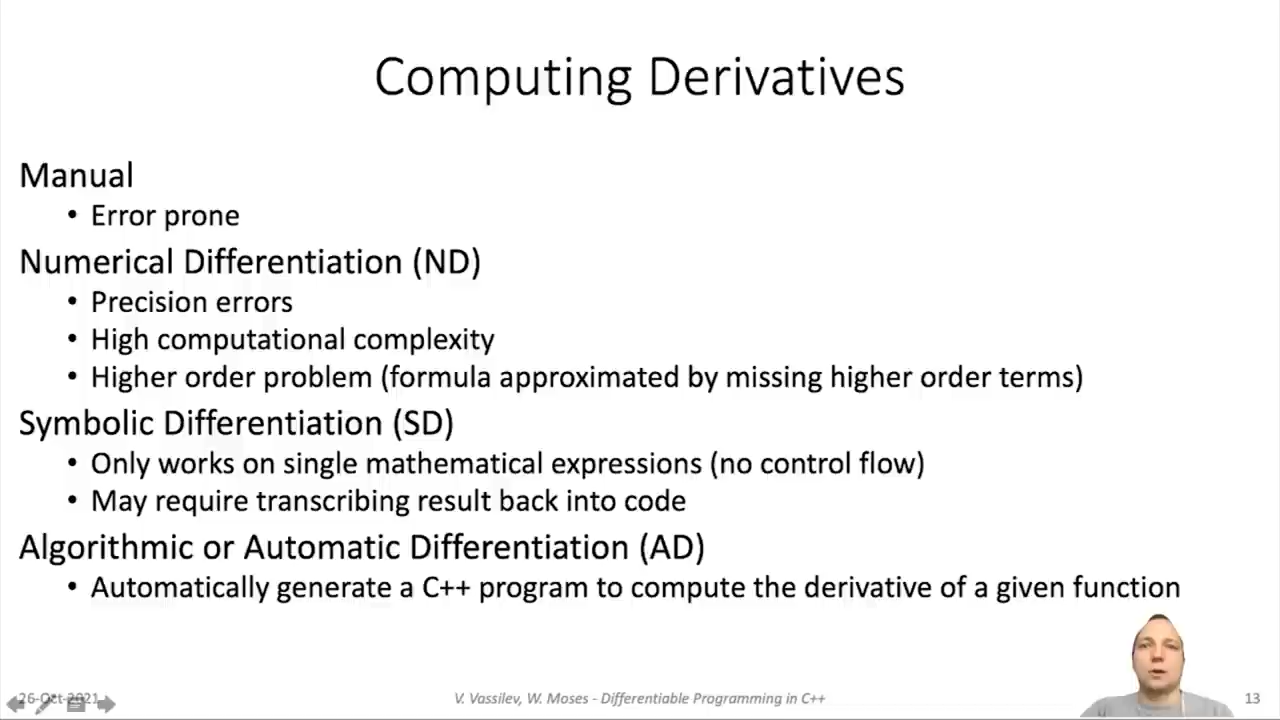 Computing Derivatives
Manual
• Error prone
Numerical Differentiation (ND)
• Precision errors
• High computational complexity
• Higher order problem (formula approximated by missing higher order terms)
Symbolic Differentiation (SD)
• Only works on single mathematical expressions (no control flow)
• May require transcribing result back into code
Algorithmic or Automatic Differentiation (AD)
• Automatically generate a C++ program to compute the derivative of a given function
26-Oct-2021
V. Vassilev, W. Moses - Differentiable Programming in C++
13